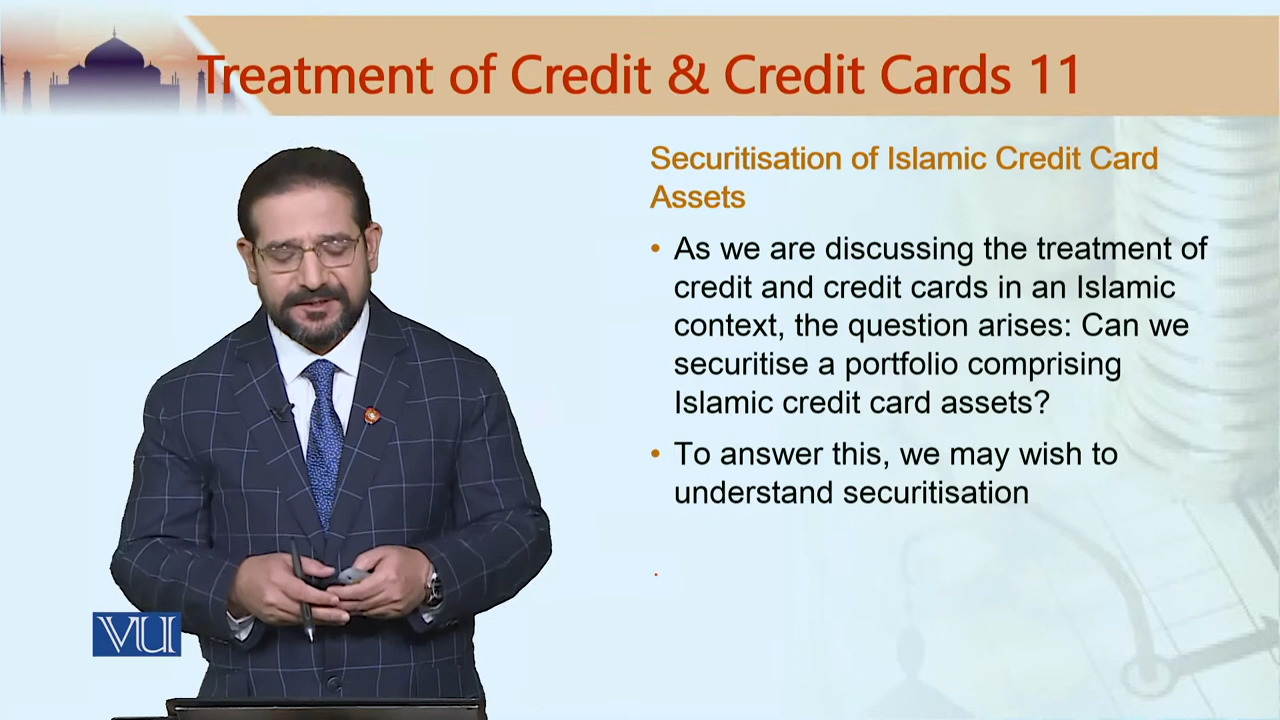 Treatment of Credit & Credit Cards 11
Securitisation of Islamic Credit Card
Assets
• As we are discussing the treatment of
credit and credit cards in an Islamic
context, the question arises: Can we
securitise a portfolio comprising
Islamic credit card assets?
• To answer this, we may wish to
understand securitisation
VU